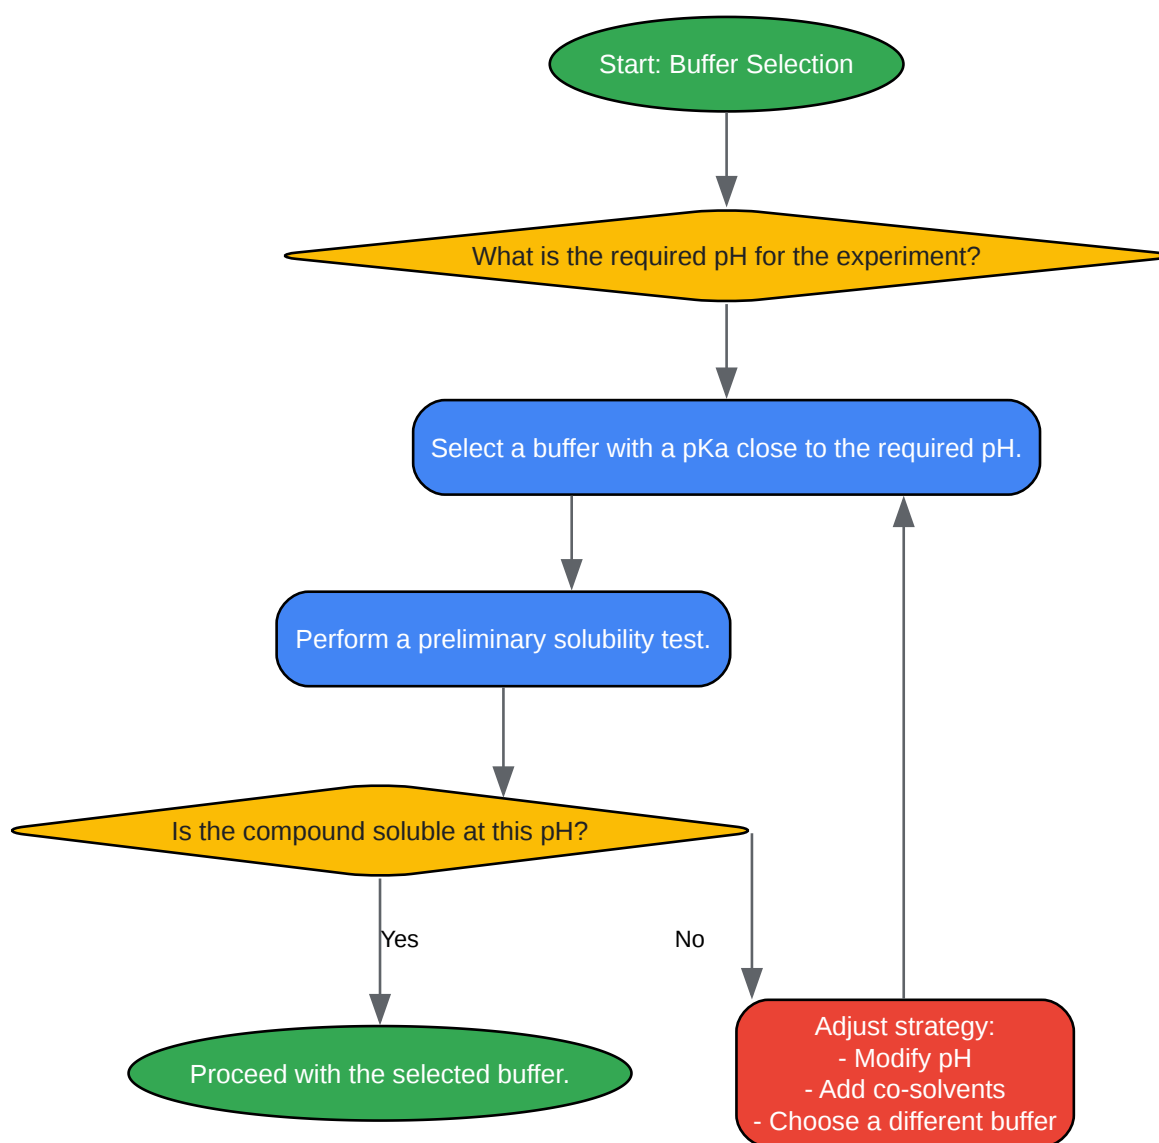 Start: Buffer Selection
What is the required pH for the experiment?
Select a buffer with a pKa close to the required pH.
Perform a preliminary solubility test.
Is the compound soluble at this pH?
Yes
No
Adjust strategy:
- Modify pH
- Add co-solvents
- Choose a different buffer
Proceed with the selected buffer.